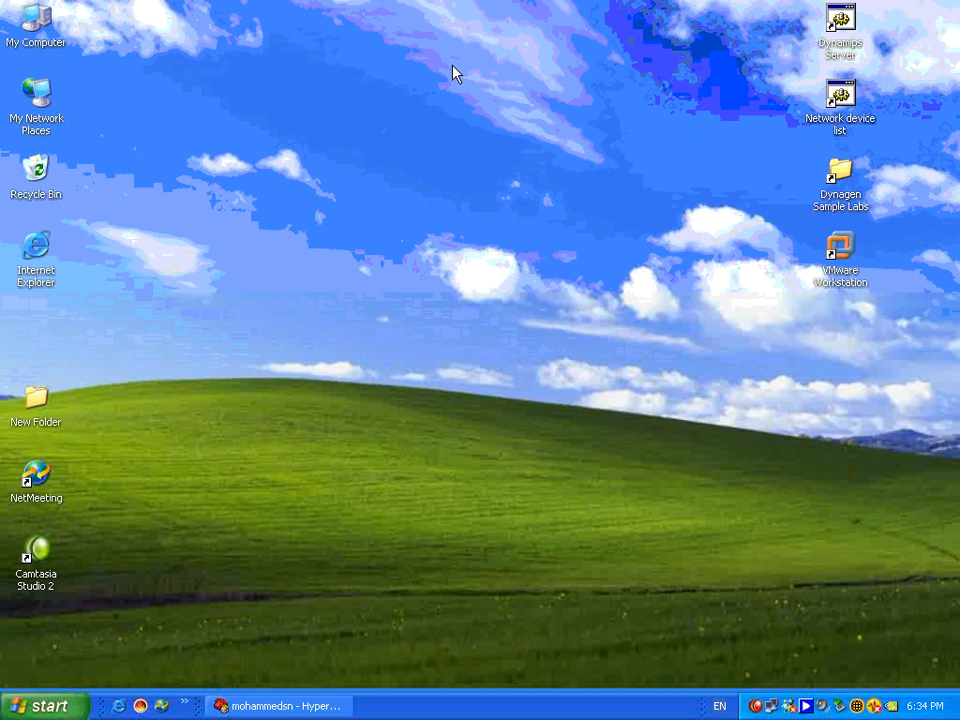 My Computer
My Network
Places
Recycle Bin
Internet
Explorer
New Folder
NetMeeting
Camtasia
Studio 2
Dynamips
Server
Network device
list
Dynagen
Sample Labs
VMware
Workstation
start
mohammedsn - Hyper...
EN
6:34 PM